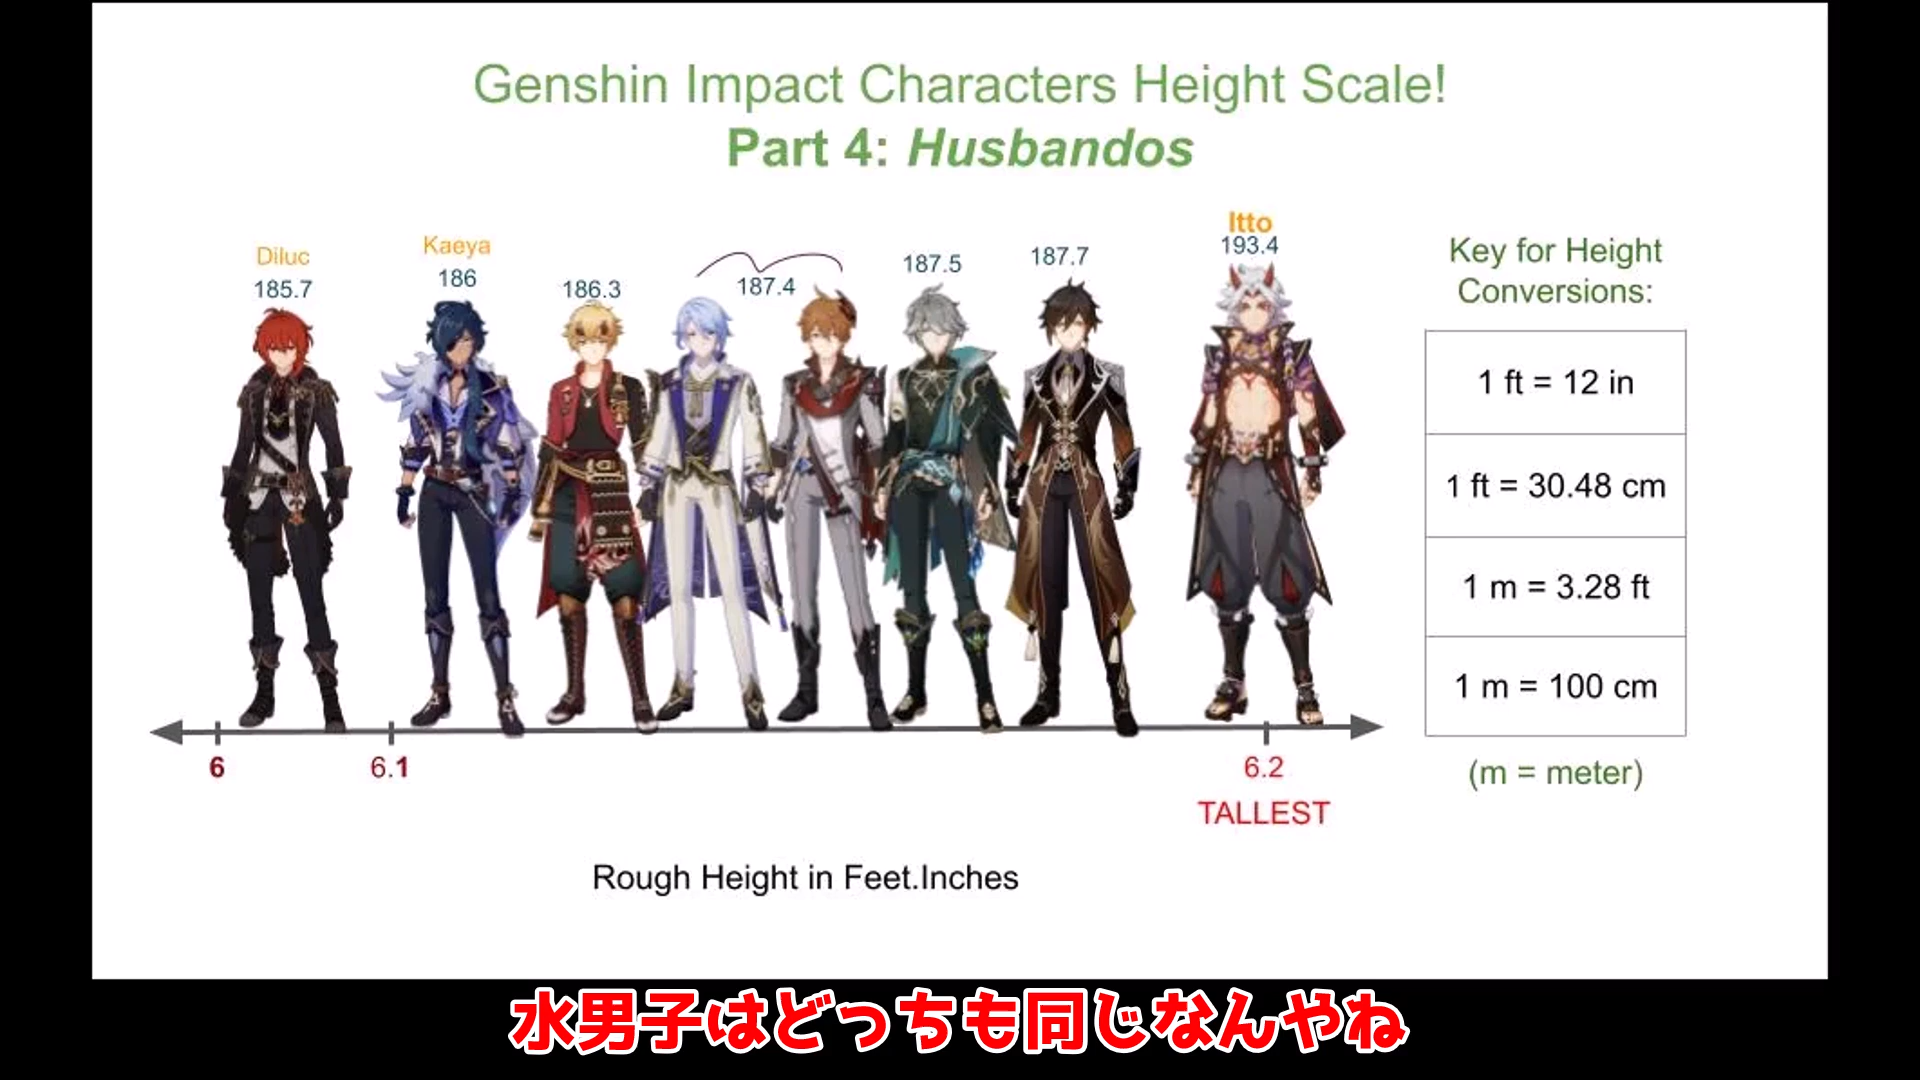 Genshin Impact Characters Height Scale!
Part 4: Husbandos
Diluc
185.7
Kaeya
186
186.3
187.4
187.5
187.7
Itto
193.4
Key for Height
Conversions:
1 ft = 12 in
1 ft = 30.48 cm
1 m = 3.28 ft
1 m = 100 cm
(m = meter)
6
6.1
6.2
TALLEST
Rough Height in Feet.Inches
水男子はどっちも同じなんやね